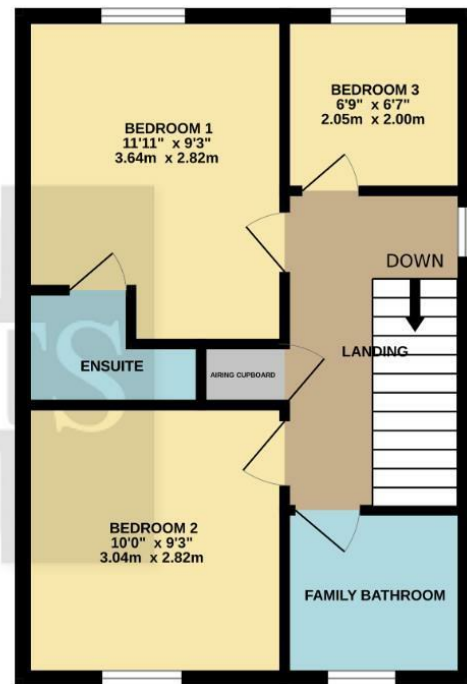 BEDROOM 1
11'11" x 9'3"
3.64m x 2.82m
BEDROOM 3
6'9" x 6'7"
2.05m x 2.00m
DOWN
LANDING
ENSUITE
AIRING CUPBOARD
BEDROOM 2
10'0" x 9'3"
3.04m x 2.82m
FAMILY BATHROOM